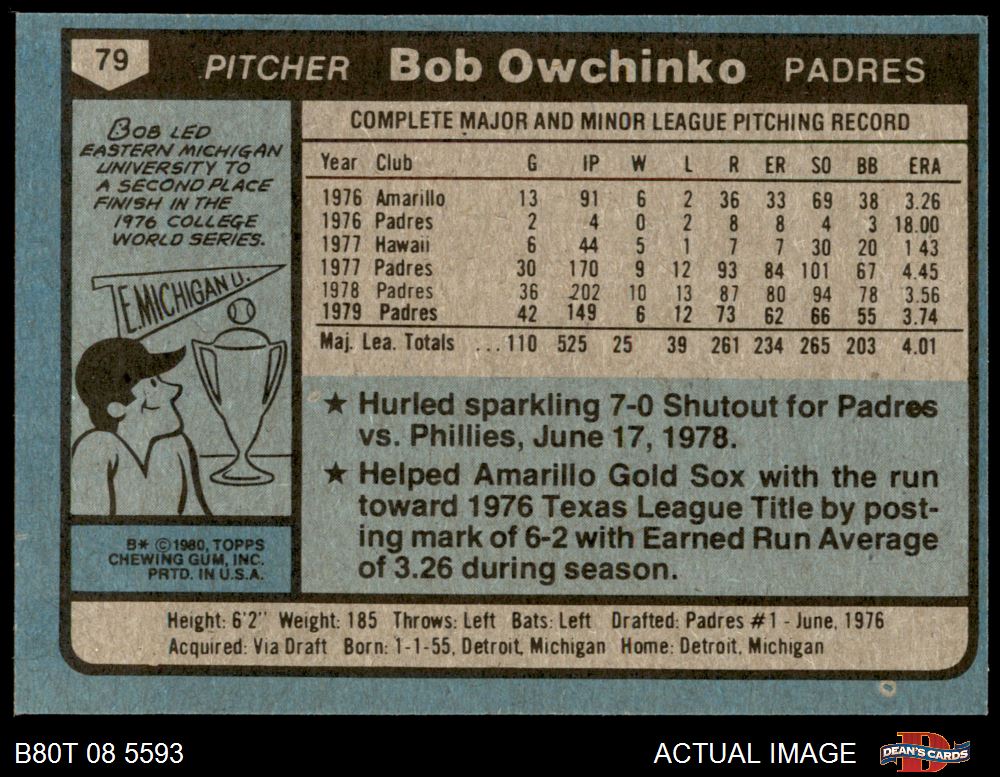 79 PITCHER Bob Owchinko PADRES
BOB LED
EASTERN MICHIGAN
UNIVERSITY TO
A SECOND PLACE
FINISH IN THE
1976 COLLEGE
WORLD SERIES.
E.MICHIGAN U.
B* ©1980, TOPPS
CHEWING GUM, INC.
PRTD. IN U.S.A.
COMPLETE MAJOR AND MINOR LEAGUE PITCHING RECORD
Year Club G IP W L R ER SO BB ERA
1976 Amarillo 13 91 6 2 36 33 69 38 3.26
1976 Padres 2 4 0 2 8 8 4 3 18.00
1977 Hawaii 6 44 5 1 7 7 30 20 1 43
1977 Padres 30 170 9 12 93 84 101 67 4.45
1978 Padres 36 202 10 13 87 80 94 78 3.56
1979 Padres 42 149 6 12 73 62 66 55 3.74
Maj. Lea. Totals ...110 525 25 39 261 234 265 203 4.01
★ Hurled sparkling 7-0 Shutout for Padres
vs. Phillies, June 17, 1978.
★ Helped Amarillo Gold Sox with the run
toward 1976 Texas League Title by post-
ing mark of 6-2 with Earned Run Average
of 3.26 during season.
Height: 6'2" Weight: 185 Throws: Left Bats: Left Drafted: Padres #1 - June, 1976
Acquired: Via Draft Born: 1-1-55, Detroit, Michigan Home: Detroit, Michigan
B80T 08 5593 ACTUAL IMAGE DEAN'S CARDS